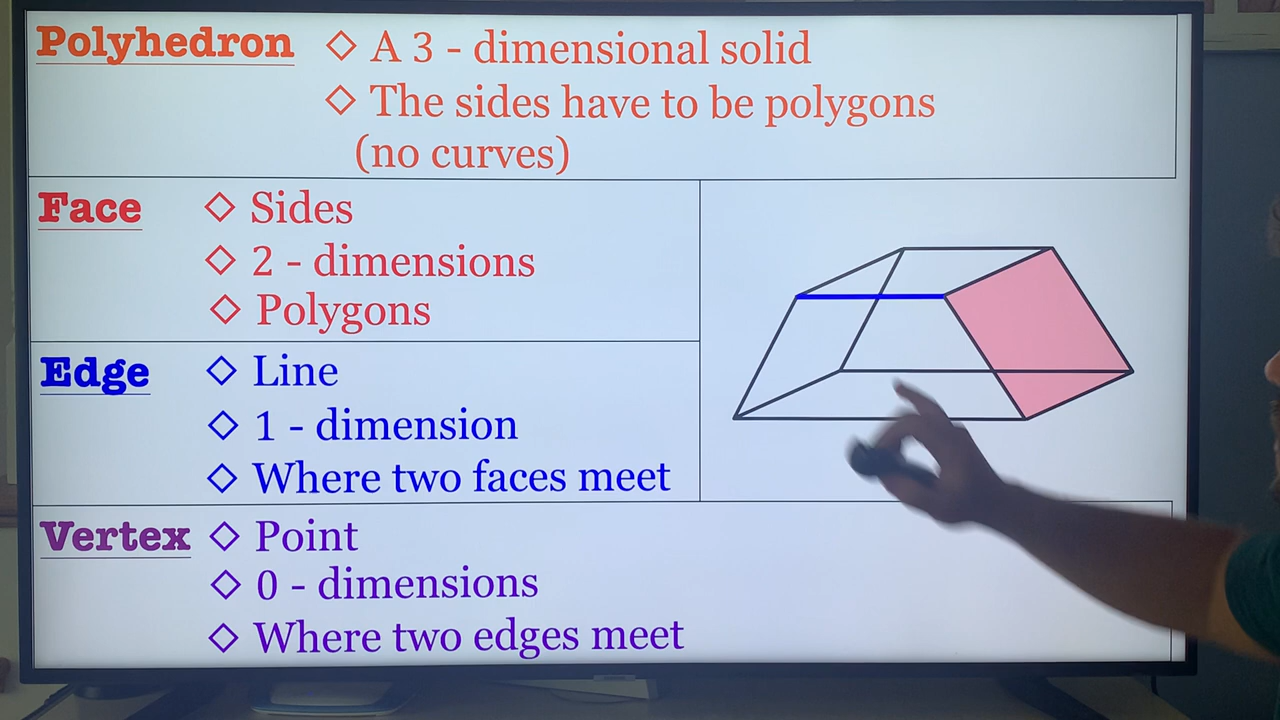 Polyhedron ◇ A 3 - dimensional solid
◇ The sides have to be polygons
(no curves)
Face ◇ Sides
◇ 2 - dimensions
◇ Polygons
Edge ◇ Line
◇ 1 - dimension
◇ Where two faces meet
Vertex ◇ Point
◇ 0 - dimensions
◇ Where two edges meet